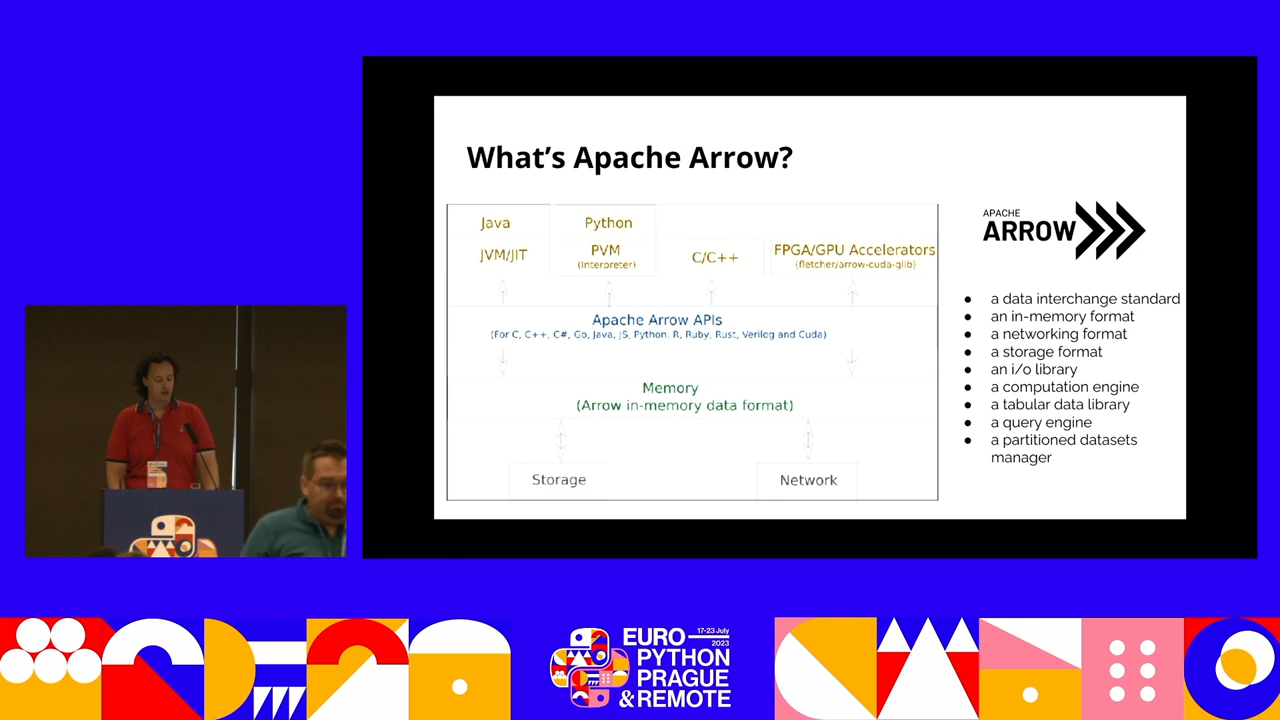 What's Apache Arrow?
Java
Python
JVM/JIT
PVM
(Interpreter)
C/C++
FPGA/GPU Accelerators
(fletcher/arrow-cuda-glib)
Apache Arrow APIs
(For C, C++, C#, Go, Java, JS, Python, R, Ruby, Rust, Verilog and Cuda)
Memory
(Arrow in-memory data format)
Storage
Network
APACHE
ARROW
● a data interchange standard
● an in-memory format
● a networking format
● a storage format
● an i/o library
● a computation engine
● a tabular data library
● a query engine
● a partitioned datasets
manager
EURO
17-23 July
2023
PYTHON
PRAGUE
& REMOTE